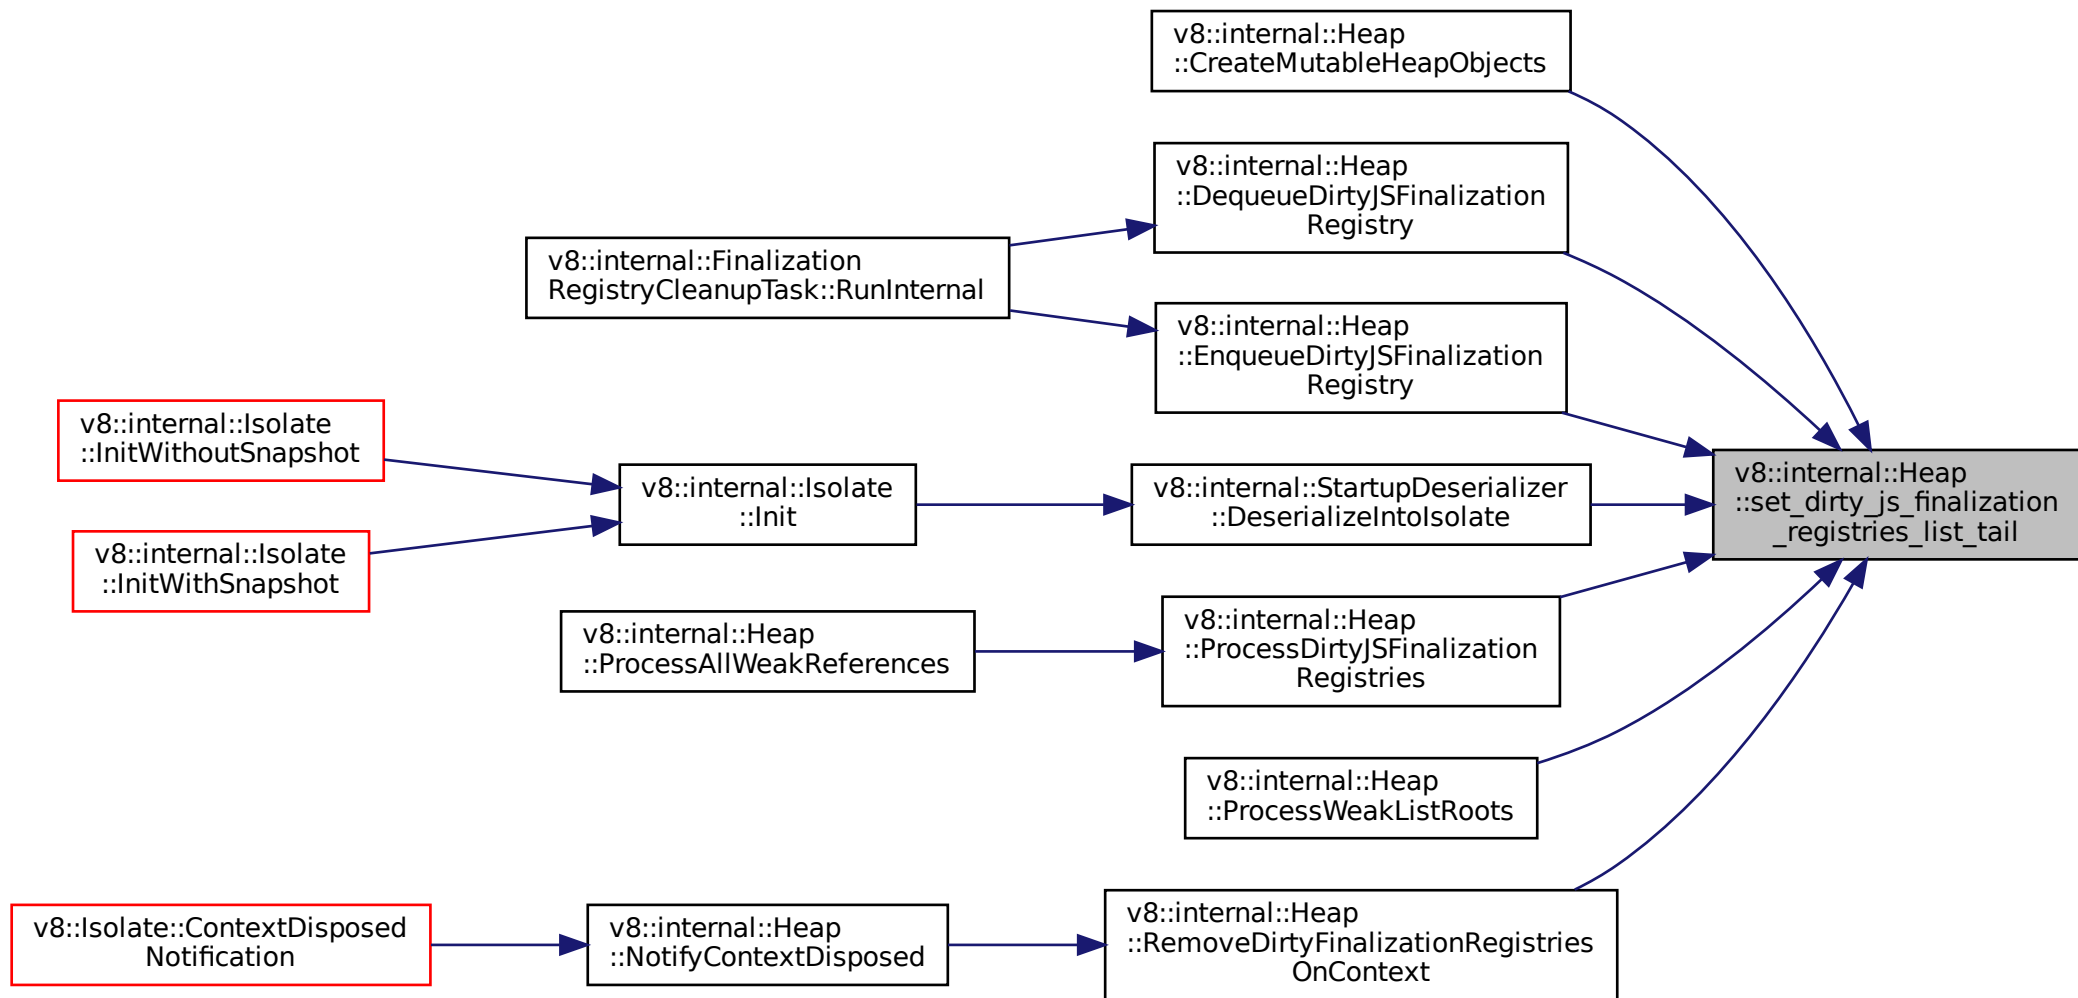 v8::internal::Heap
::CreateMutableHeapObjects
v8::internal::Heap
::DequeueDirtyJSFinalization
Registry
v8::internal::Finalization
RegistryCleanupTask::RunInternal
v8::internal::Heap
::EnqueueDirtyJSFinalization
Registry
v8::internal::Isolate
::InitWithoutSnapshot
v8::internal::Isolate
::Init
v8::internal::StartupDeserializer
::DeserializeIntoIsolate
v8::internal::Heap
::set_dirty_js_finalization
_registries_list_tail
v8::internal::Isolate
::InitWithSnapshot
v8::internal::Heap
::ProcessAllWeakReferences
v8::internal::Heap
::ProcessDirtyJSFinalization
Registries
v8::internal::Heap
::ProcessWeakListRoots
v8::Isolate::ContextDisposed
Notification
v8::internal::Heap
::NotifyContextDisposed
v8::internal::Heap
::RemoveDirtyFinalizationRegistries
OnContext